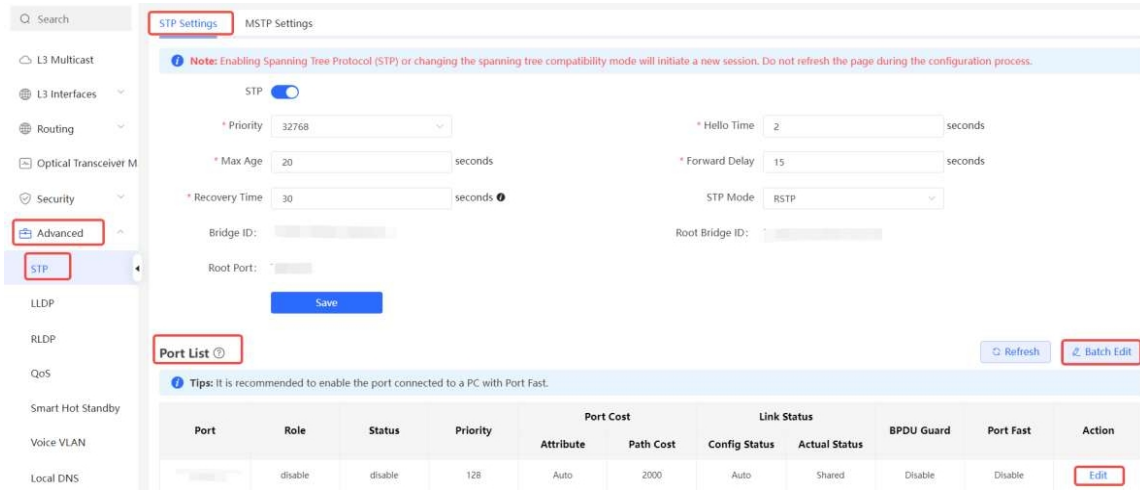 Search
STP Settings MSTP Settings
L3 Multicast
Note: Enabling Spanning Tree Protocol (STP) or changing the spanning tree compatibility mode will initiate a new session. Do not refresh the page during the configuration process.
L3 Interfaces
STP
Routing
* Priority 32768
* Hello Time 2 seconds
Optical Transceiver M
* Max Age 20 seconds
* Forward Delay 15 seconds
Security
* Recovery Time 30 seconds
STP Mode RSTP
Advanced
Bridge ID:
Root Bridge ID:
STP
Root Port:
LLDP
Save
RLDP
Port List
Refresh Batch Edit
QoS
Tips: It is recommended to enable the port connected to a PC with Port Fast.
Smart Hot Standby
Port Role Status Priority Port Cost Link Status BPDU Guard Port Fast Action
Attribute Path Cost Config Status Actual Status
Voice VLAN
Local DNS
disable disable 128 Auto 2000 Auto Shared Disable Disable Edit